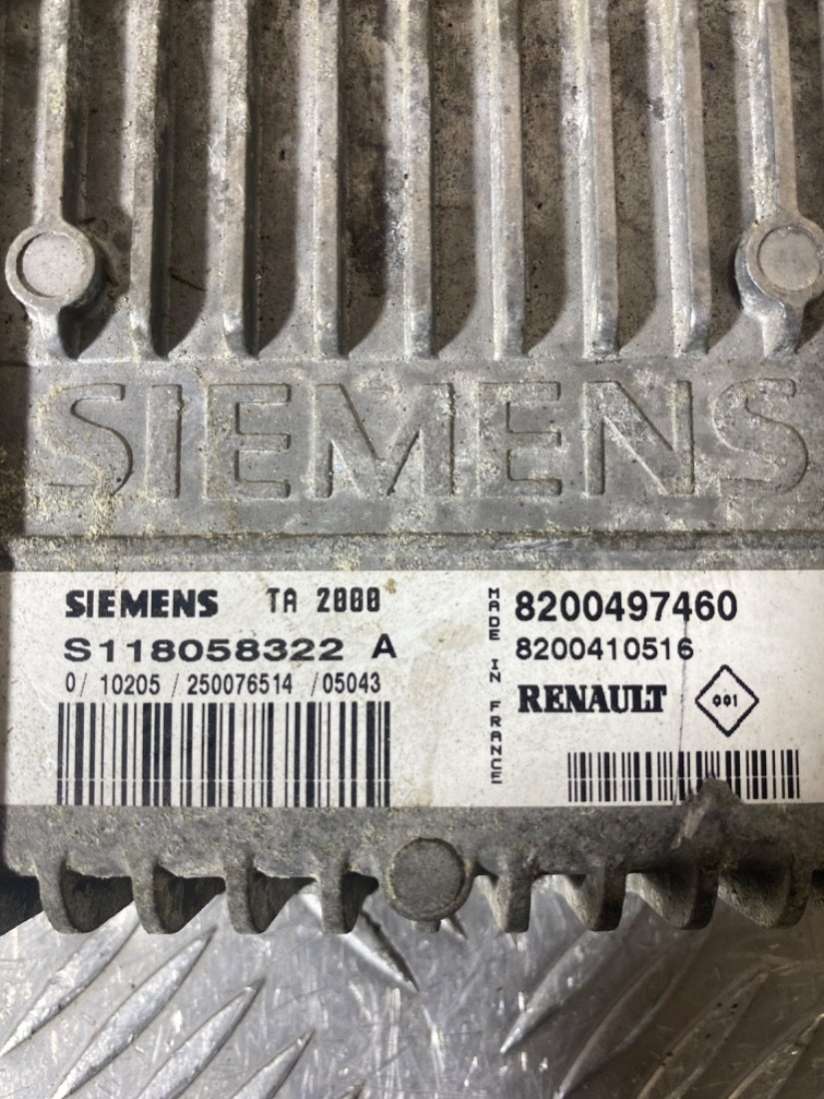 SIEMENS
SIEMENS TA 2000
S118058322 A
0/ 10205 / 250076514 /05043
MADE IN FRANCE
8200497460
8200410516
RENAULT 001